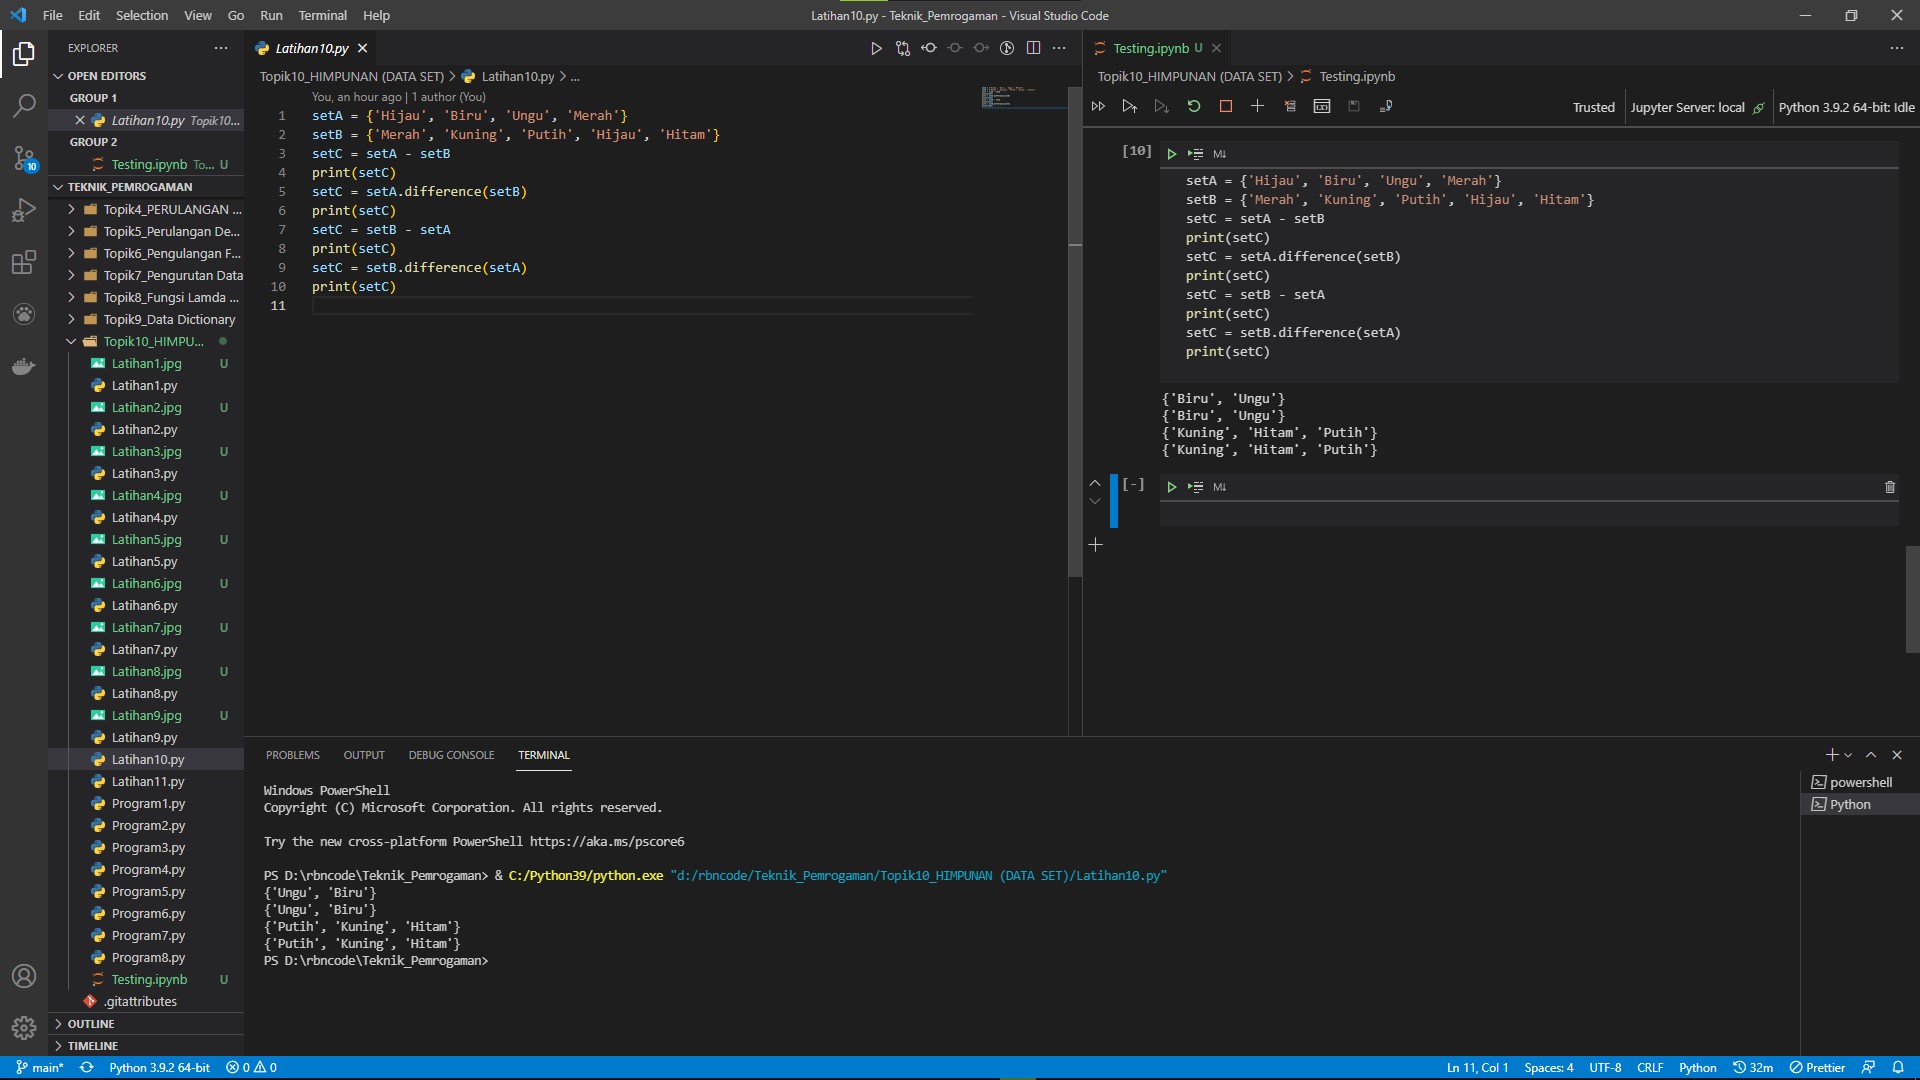 File Edit Selection View Go Run Terminal Help
Latihan10.py - Teknik_Pemrogaman - Visual Studio Code
EXPLORER
OPEN EDITORS
GROUP 1
Latihan10.py Topik10...
GROUP 2
Testing.ipynb To... U
TEKNIK_PEMROGAMAN
Topik4_PERULANGAN ...
Topik5_Perulangan De...
Topik6_Pengulangan F...
Topik7_Pengurutan Data
Topik8_Fungsi Lamda ...
Topik9_Data Dictionary
Topik10_HIMPU...
Latihan1.jpg U
Latihan1.py
Latihan2.jpg U
Latihan2.py
Latihan3.jpg U
Latihan3.py
Latihan4.jpg U
Latihan4.py
Latihan5.jpg U
Latihan5.py
Latihan6.jpg U
Latihan6.py
Latihan7.jpg U
Latihan7.py
Latihan8.jpg U
Latihan8.py
Latihan9.jpg U
Latihan9.py
Latihan10.py
Latihan11.py
Program1.py
Program2.py
Program3.py
Program4.py
Program5.py
Program6.py
Program7.py
Program8.py
Testing.ipynb U
.gitattributes
OUTLINE
TIMELINE
10
Latihan10.py
Topik10_HIMPUNAN (DATA SET) > Latihan10.py > ...
You, an hour ago | 1 author (You)
1 setA = {'Hijau', 'Biru', 'Ungu', 'Merah'}
2 setB = {'Merah', 'Kuning', 'Putih', 'Hijau', 'Hitam'}
3 setC = setA - setB
4 print(setC)
5 setC = setA.difference(setB)
6 print(setC)
7 setC = setB - setA
8 print(setC)
9 setC = setB.difference(setA)
10 print(setC)
11
Testing.ipynb U
Topik10_HIMPUNAN (DATA SET) > Testing.ipynb
Trusted Jupyter Server: local Python 3.9.2 64-bit: Idle
[10] M↓
setA = {'Hijau', 'Biru', 'Ungu', 'Merah'}
setB = {'Merah', 'Kuning', 'Putih', 'Hijau', 'Hitam'}
setC = setA - setB
print(setC)
setC = setA.difference(setB)
print(setC)
setC = setB - setA
print(setC)
setC = setB.difference(setA)
print(setC)
{'Biru', 'Ungu'}
{'Biru', 'Ungu'}
{'Kuning', 'Hitam', 'Putih'}
{'Kuning', 'Hitam', 'Putih'}
[-] M↓
PROBLEMS OUTPUT DEBUG CONSOLE TERMINAL
Windows PowerShell
Copyright (C) Microsoft Corporation. All rights reserved.
Try the new cross-platform PowerShell https://aka.ms/pscore6
PS D:\rbncode\Teknik_Pemrogaman> & C:/Python39/python.exe "d:/rbncode/Teknik_Pemrogaman/Topik10_HIMPUNAN (DATA SET)/Latihan10.py"
{'Ungu', 'Biru'}
{'Ungu', 'Biru'}
{'Putih', 'Kuning', 'Hitam'}
{'Putih', 'Kuning', 'Hitam'}
PS D:\rbncode\Teknik_Pemrogaman>
powershell
Python
main* Python 3.9.2 64-bit 0 0 Ln 11, Col 1 Spaces: 4 UTF-8 CRLF Python 32m Prettier